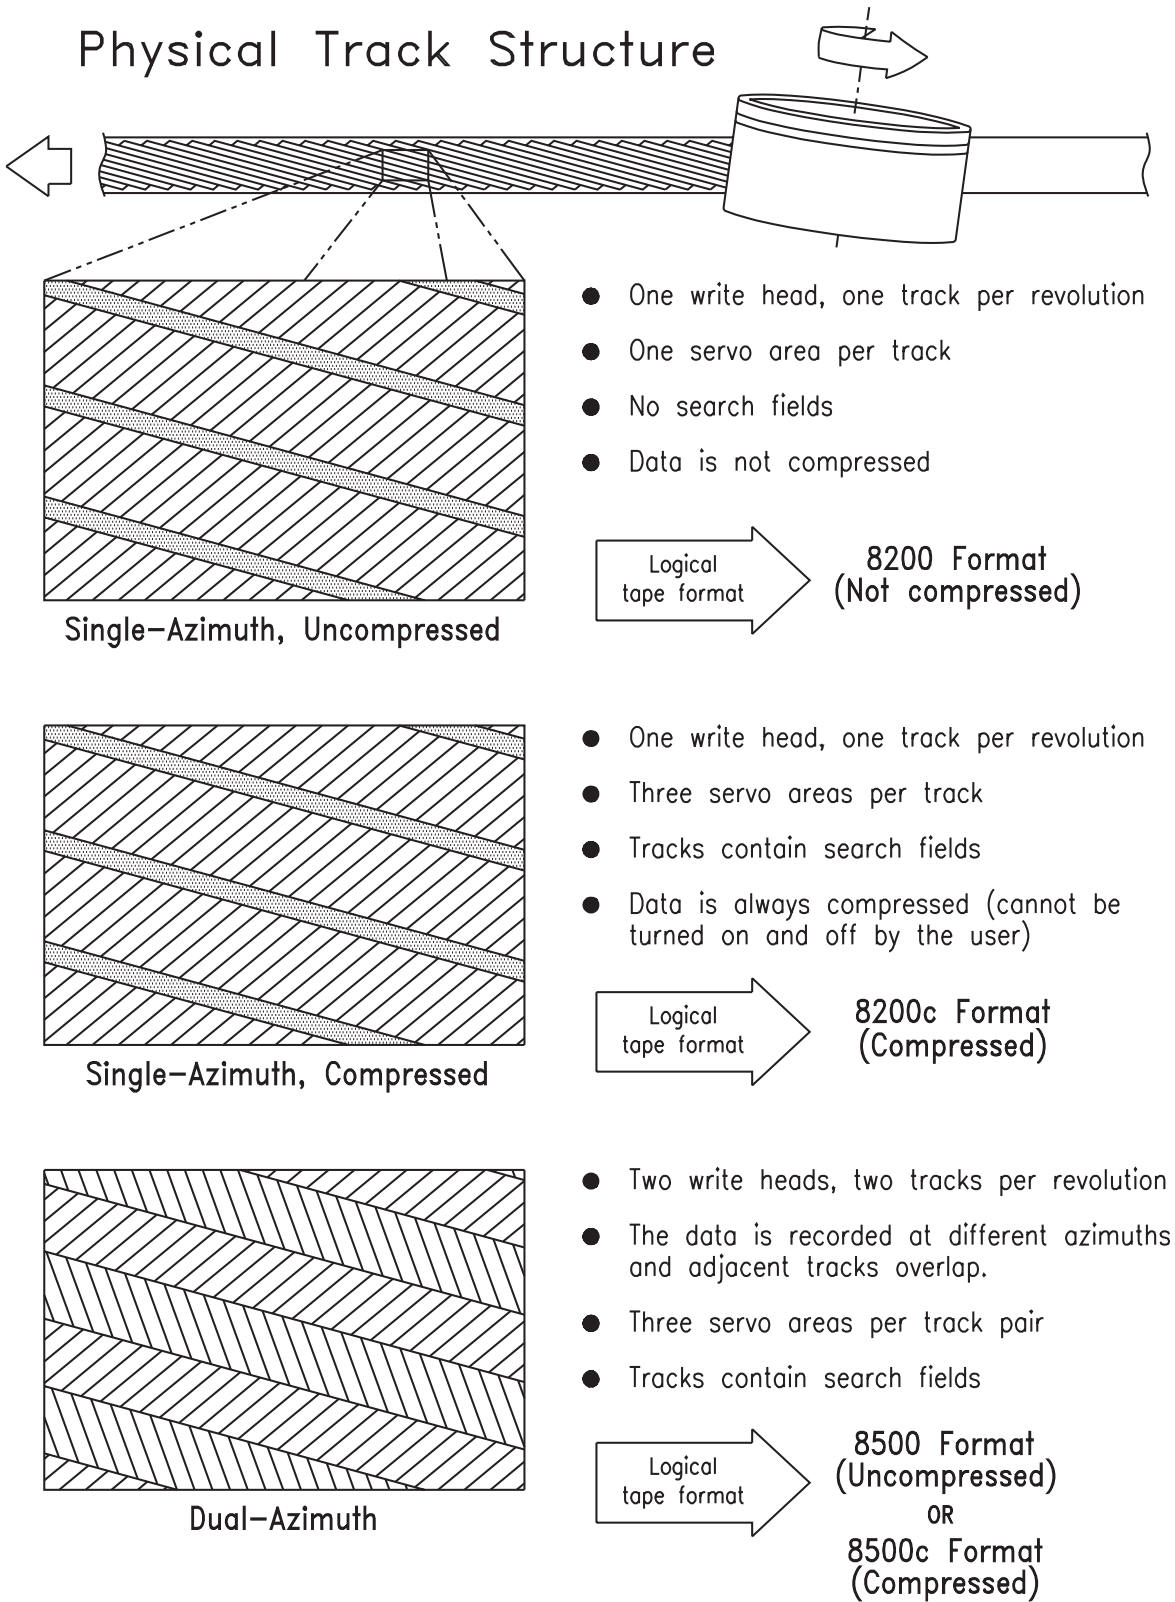 Physical Track Structure
● One write head, one track per revolution
● One servo area per track
● No search fields
● Data is not compressed
Logical
tape format
8200 Format
(Not compressed)
Single-Azimuth, Uncompressed
● One write head, one track per revolution
● Three servo areas per track
● Tracks contain search fields
● Data is always compressed (cannot be
turned on and off by the user)
Logical
tape format
8200c Format
(Compressed)
Single-Azimuth, Compressed
● Two write heads, two tracks per revolution
● The data is recorded at different azimuths
and adjacent tracks overlap.
● Three servo areas per track pair
● Tracks contain search fields
Logical
tape format
8500 Format
(Uncompressed)
OR
8500c Format
(Compressed)
Dual-Azimuth